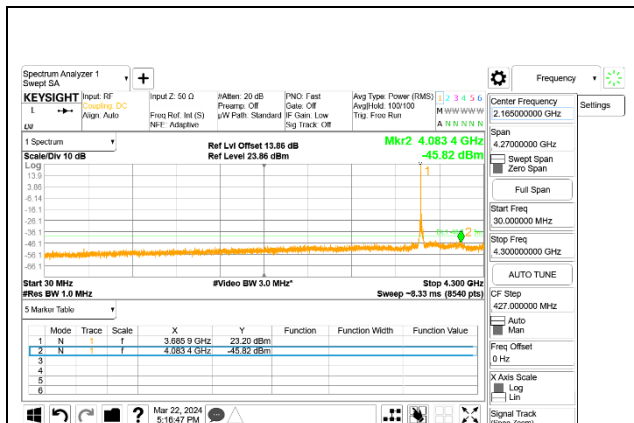 Spectrum Analyzer 1
Swept SA
Frequency
KEYSIGHT
L
Input: RF
Coupling: DC
Align: Auto
Input Z: 50 Ω
Freq Ref: Int (S)
NFE: Adaptive
#Atten: 20 dB
Preamp: Off
µW Path: Standard
PNO: Fast
Gate: Off
IF Gain: Low
Sig Track: Off
Avg Type: Power (RMS)
Avg|Hold: 100/100
Trig: Free Run
1 2 3 4 5 6
M W W W W W
A N N N N N
Center Frequency
2.165000000 GHz
Settings
Span
4.27000000 GHz
Swept Span
Zero Span
Full Span
Start Freq
30.000000 MHz
Stop Freq
4.300000000 GHz
AUTO TUNE
CF Step
427.000000 MHz
Auto
Man
Freq Offset
0 Hz
X Axis Scale
Log
Lin
Signal Track
(Span Zoom)
1 Spectrum
Scale/Div 10 dB
Ref Lvl Offset 13.86 dB
Ref Level 23.86 dBm
Mkr2 4.083 4 GHz
-45.82 dBm
Log
13.9
3.86
-6.14
-16.1
-26.1
-36.1
-46.1
-56.1
-66.1
1
2
Start 30 MHz
#Res BW 1.0 MHz
#Video BW 3.0 MHz*
Stop 4.300 GHz
Sweep ~8.33 ms (8540 pts)
5 Marker Table
Mode Trace Scale X Y Function Function Width Function Value
1 N 1 f 3.685 9 GHz 23.20 dBm
2 N 1 f 4.083 4 GHz -45.82 dBm
3
4
5
6
?
Mar 22, 2024
5:16:47 PM